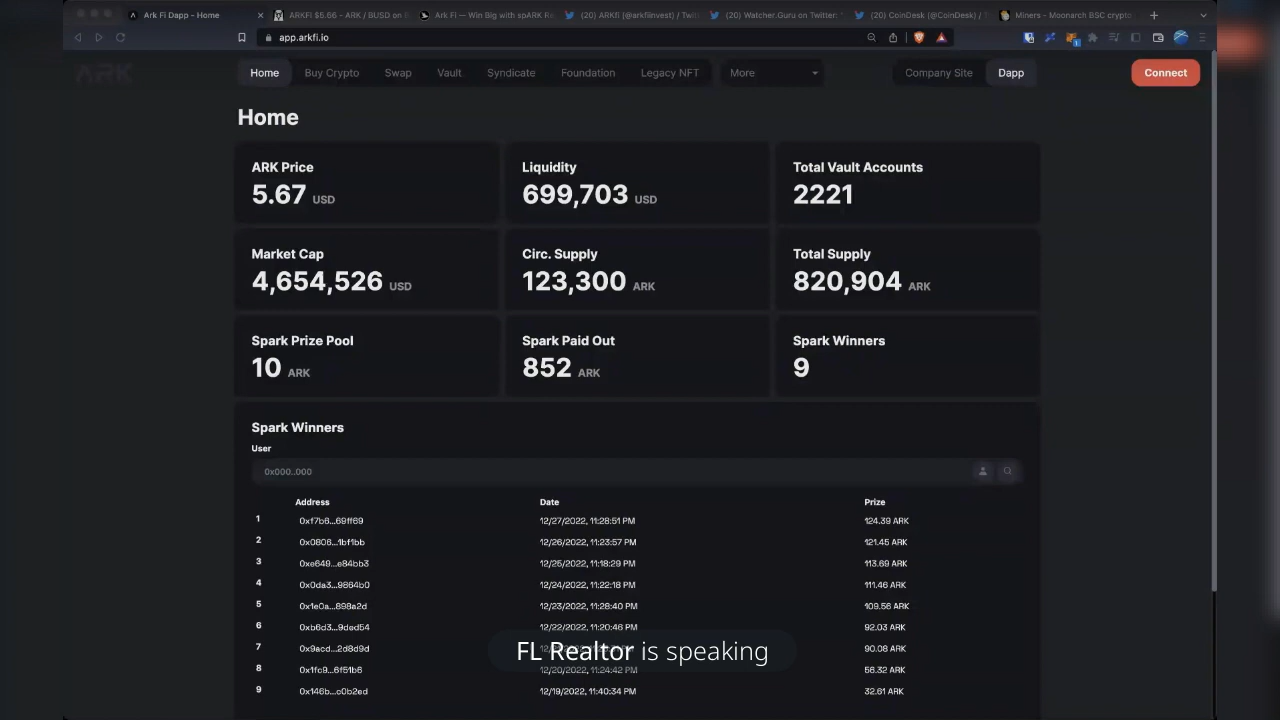 Ark Fi Dapp - Home
ARKFI $5.66 - ARK / BUSD on
Ark Fi — Win Big with spARK
(20) ARKfi (@arkfiinvest) / Twit
(20) Watcher.Guru on Twitter:
(20) CoinDesk (@CoinDesk) /
Miners - Moonarch BSC crypto
app.arkfi.io
ARK
Home
Buy Crypto
Swap
Vault
Syndicate
Foundation
Legacy NFT
More
Company Site
Dapp
Connect
Home
ARK Price
5.67 USD
Liquidity
699,703 USD
Total Vault Accounts
2221
Market Cap
4,654,526 USD
Circ. Supply
123,300 ARK
Total Supply
820,904 ARK
Spark Prize Pool
10 ARK
Spark Paid Out
852 ARK
Spark Winners
9
Spark Winners
User
0x000..000
Address Date Prize
1 0xf7b6...69ff69 12/27/2022, 11:28:51 PM 124.39 ARK
2 0x0806...1bf1bb 12/26/2022, 11:23:57 PM 121.45 ARK
3 0xe649...e84bb3 12/25/2022, 11:18:29 PM 113.69 ARK
4 0x0da3...9864b0 12/24/2022, 11:22:18 PM 111.46 ARK
5 0x1e0a...898a2d 12/23/2022, 11:28:40 PM 109.56 ARK
6 0xb6d3...9ded54 12/22/2022, 11:20:46 PM 92.03 ARK
7 0x9acd...2d8d9d 90.08 ARK
FL Realtor is speaking
8 0x1fc9...6f51b6 12/20/2022, 11:24:42 PM 56.32 ARK
9 0x146b...c0b2ed 12/19/2022, 11:40:34 PM 32.61 ARK